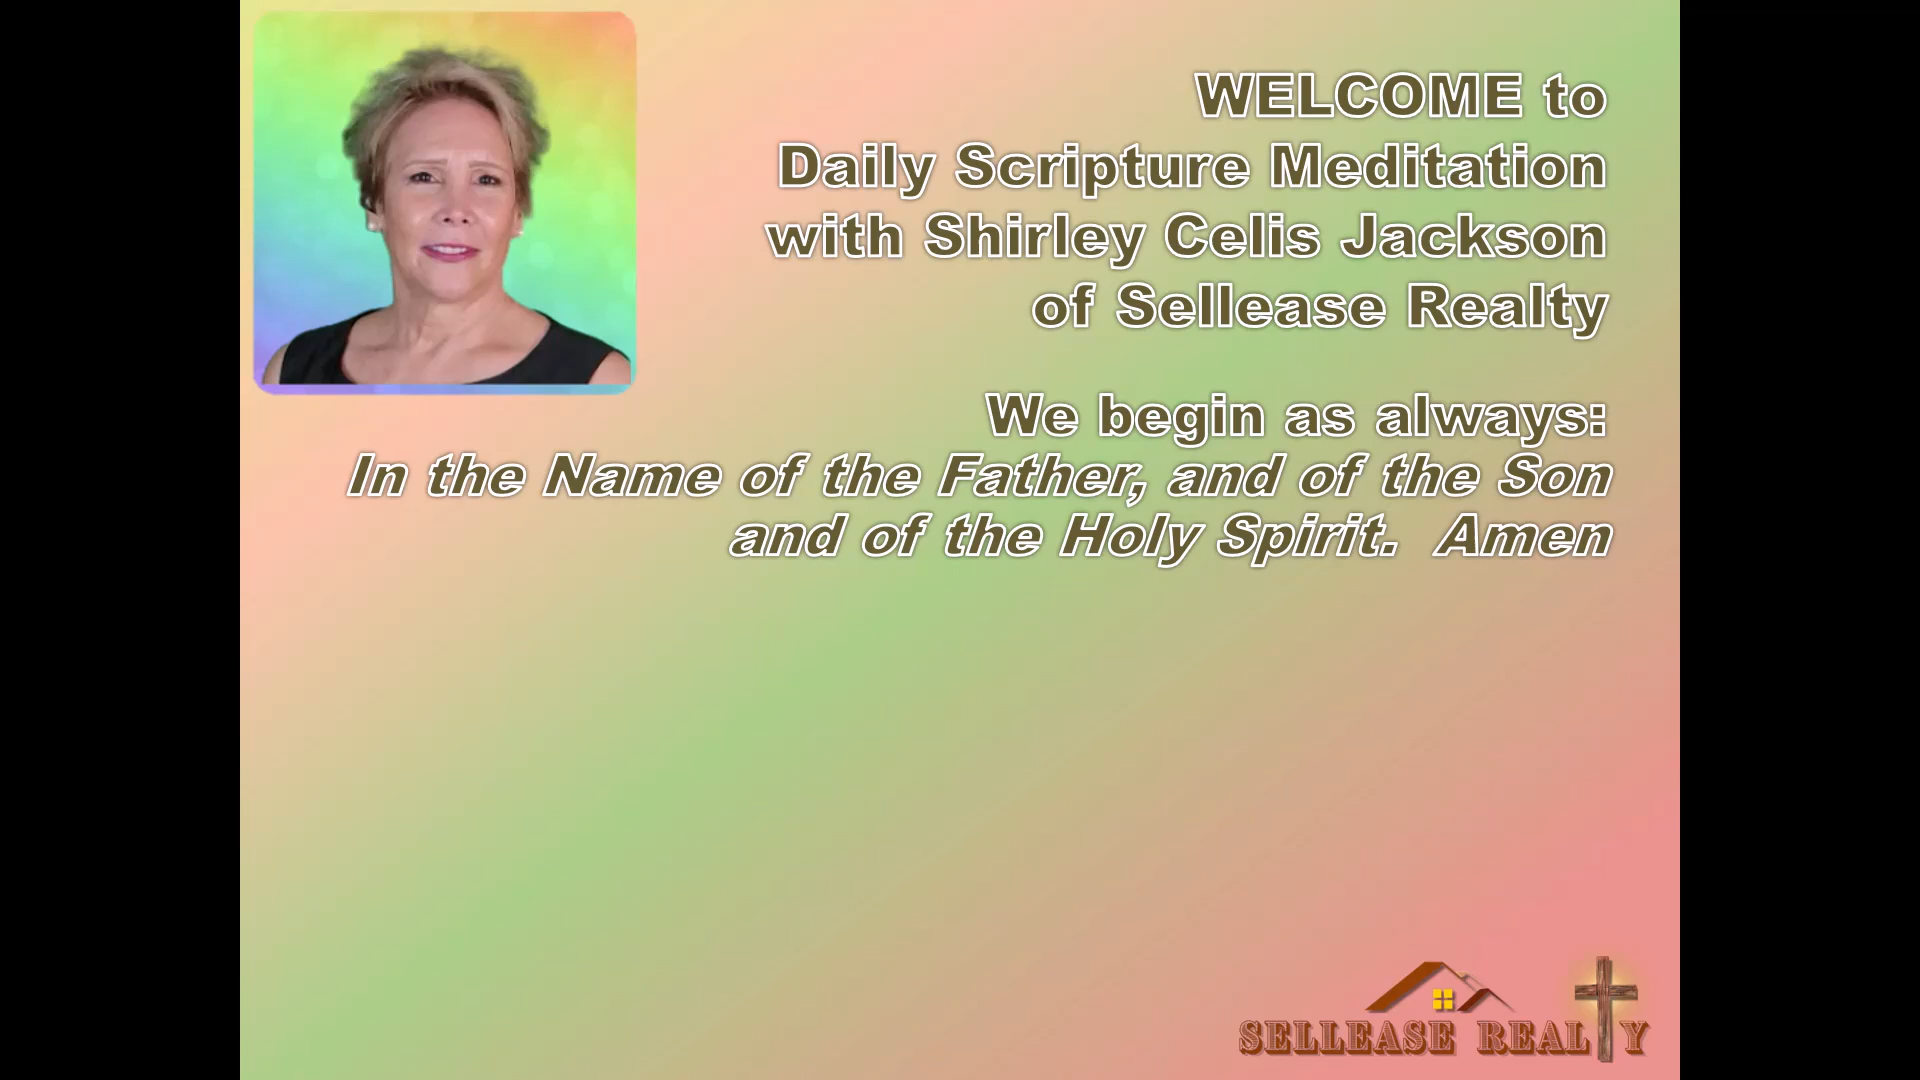 WELCOME to
Daily Scripture Meditation
with Shirley Celis Jackson
of Sellease Realty
We begin as always:
In the Name of the Father, and of the Son
and of the Holy Spirit. Amen
SELLEASE REALTY